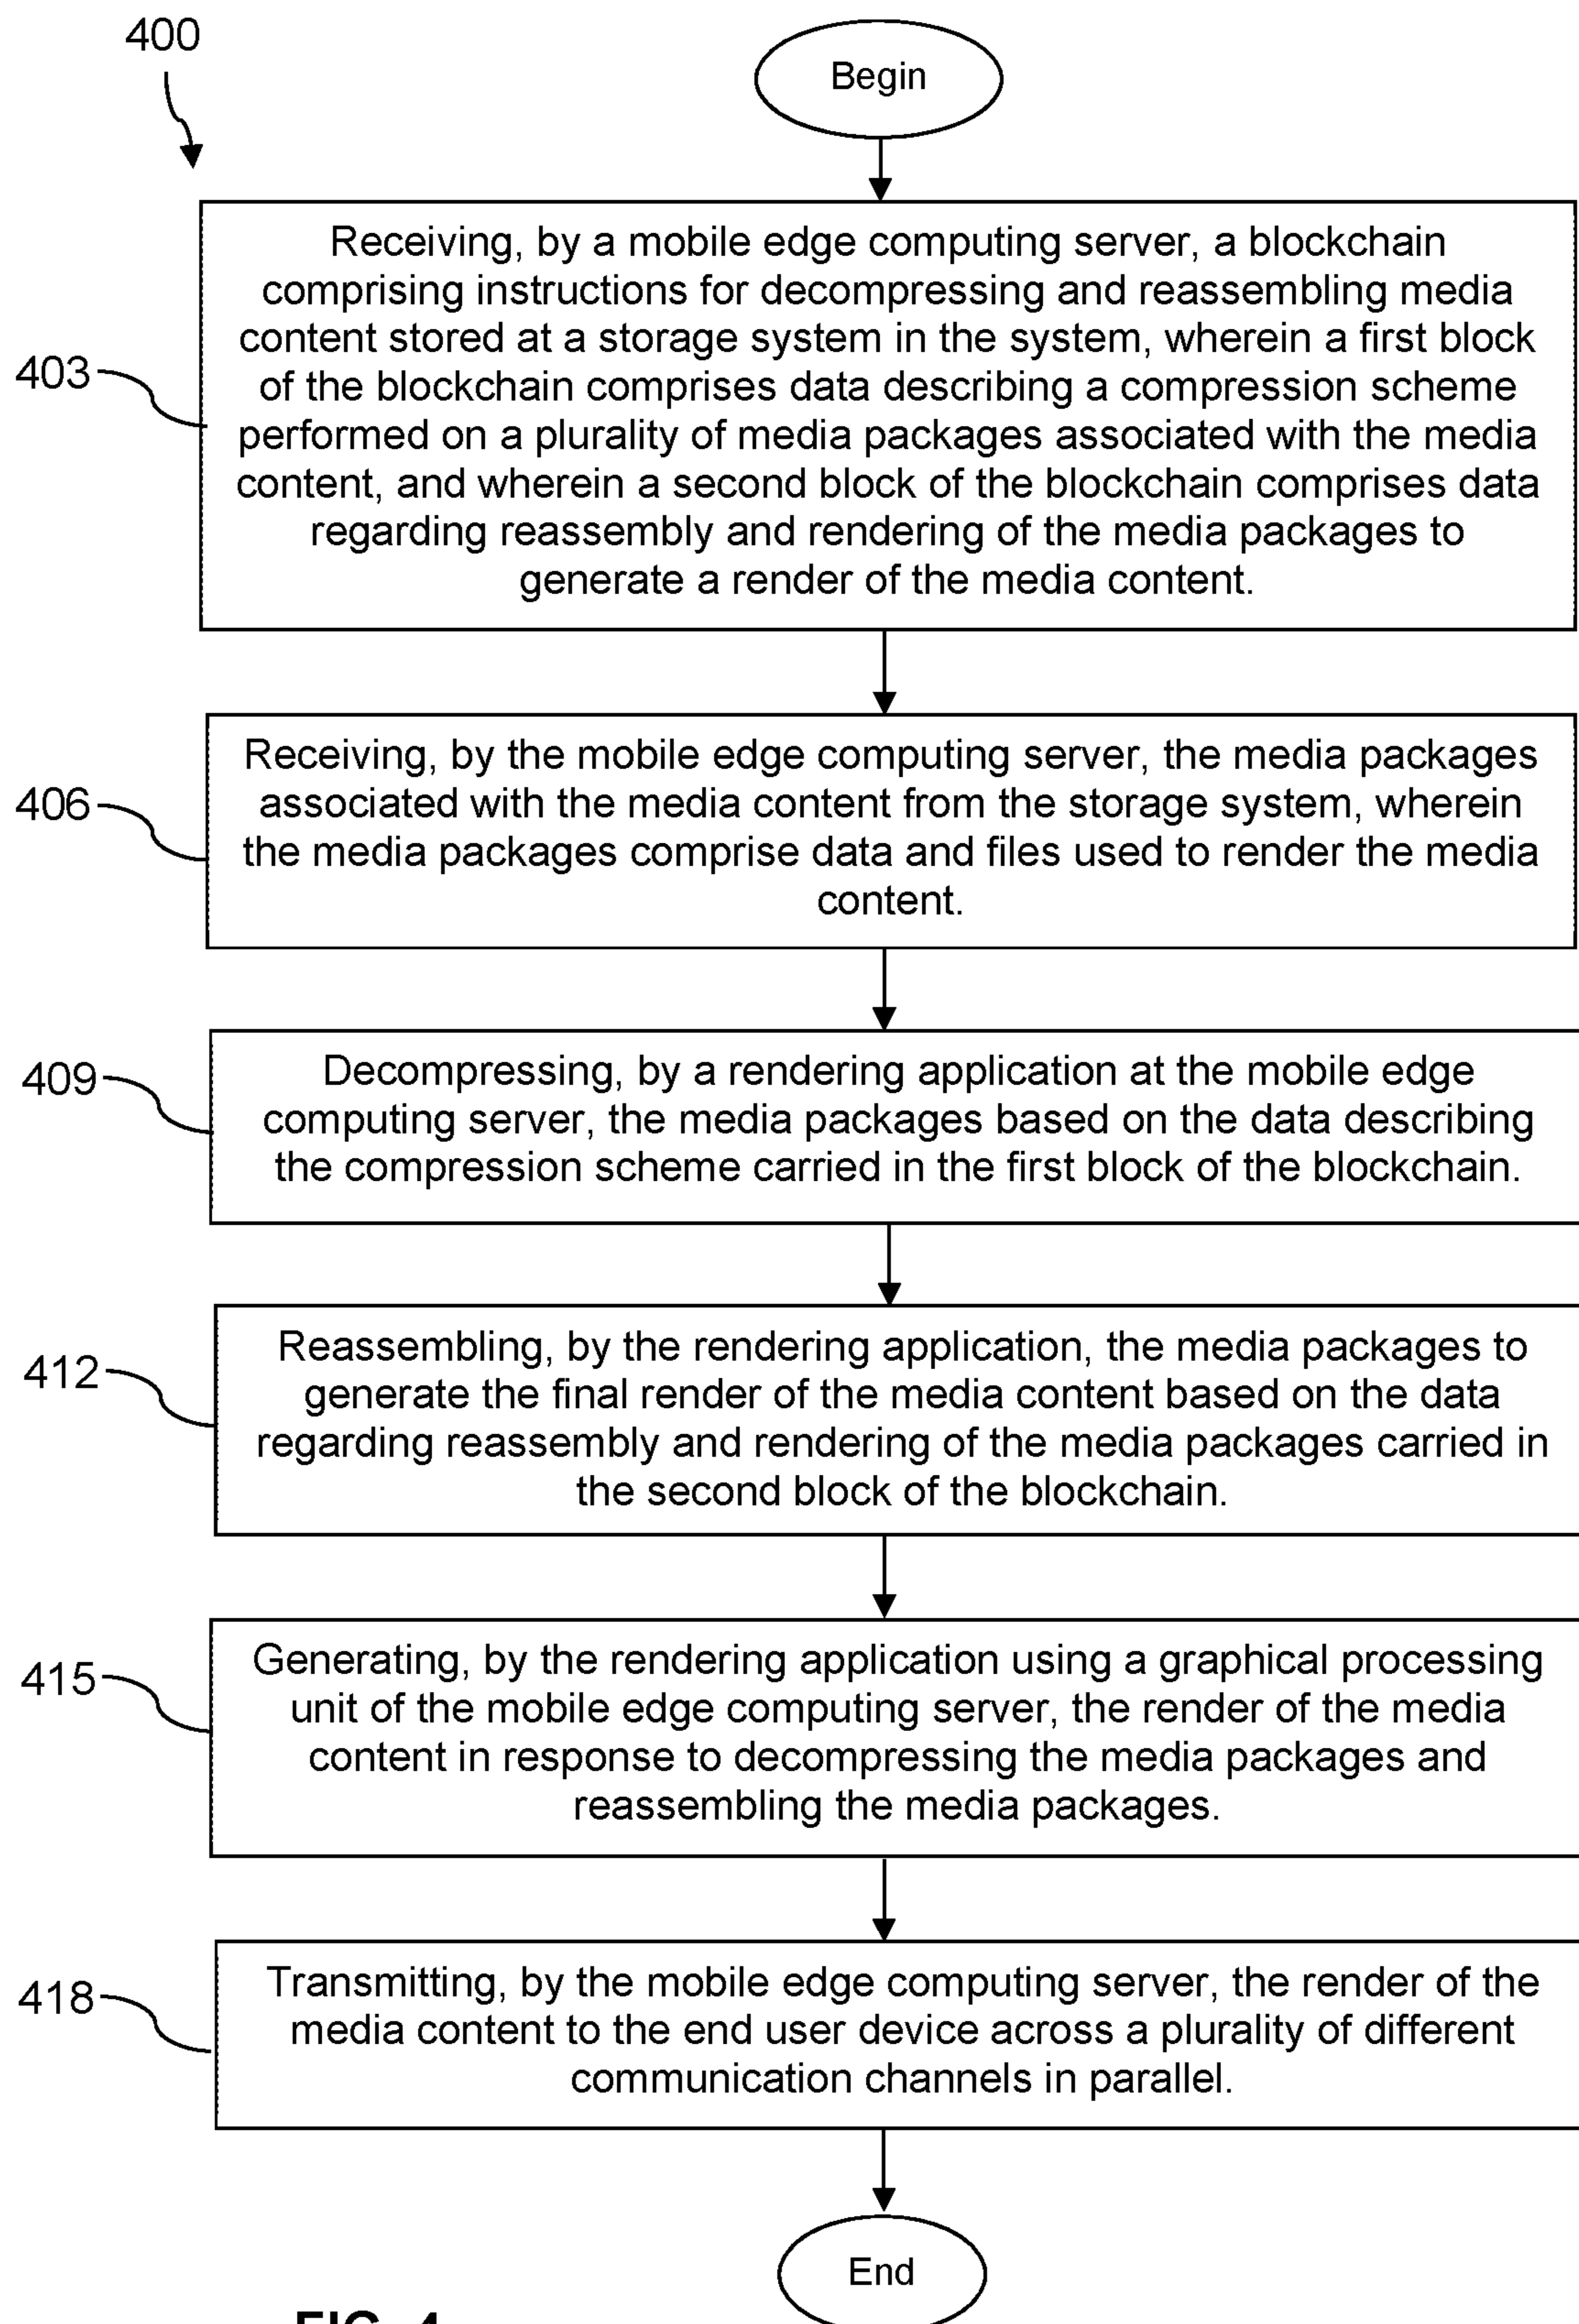 400
Begin
Receiving, by a mobile edge computing server, a blockchain
comprising instructions for decompressing and reassembling media
content stored at a storage system in the system, wherein a first block
of the blockchain comprises data describing a compression scheme
performed on a plurality of media packages associated with the media
content, and wherein a second block of the blockchain comprises data
regarding reassembly and rendering of the media packages to
generate a render of the media content.
403
Receiving, by the mobile edge computing server, the media packages
associated with the media content from the storage system, wherein
the media packages comprise data and files used to render the media
content.
406
Decompressing, by a rendering application at the mobile edge
computing server, the media packages based on the data describing
the compression scheme carried in the first block of the blockchain.
409
Reassembling, by the rendering application, the media packages to
generate the final render of the media content based on the data
regarding reassembly and rendering of the media packages carried in
the second block of the blockchain.
412
Generating, by the rendering application using a graphical processing
unit of the mobile edge computing server, the render of the media
content in response to decompressing the media packages and
reassembling the media packages.
415
Transmitting, by the mobile edge computing server, the render of the
media content to the end user device across a plurality of different
communication channels in parallel.
418
End
FIG. 4